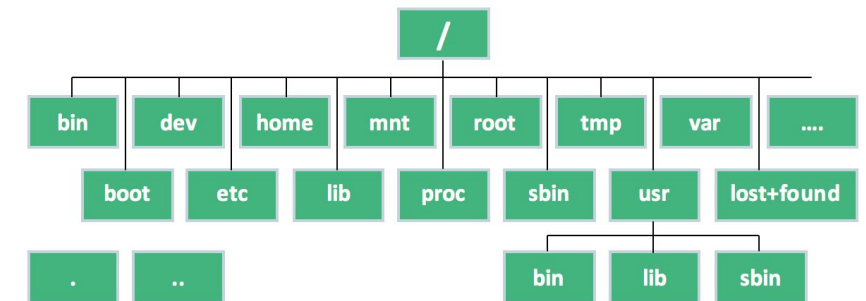 /
bin dev home mnt root tmp var ....
boot etc lib proc sbin usr lost+found
. .. bin lib sbin